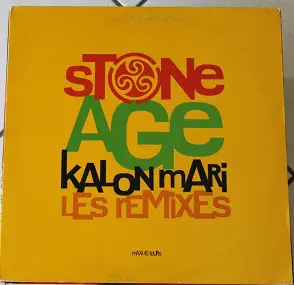 sTONe
AGe
KALON mARi
LES rEMiXES
MAXI 45 TOURS